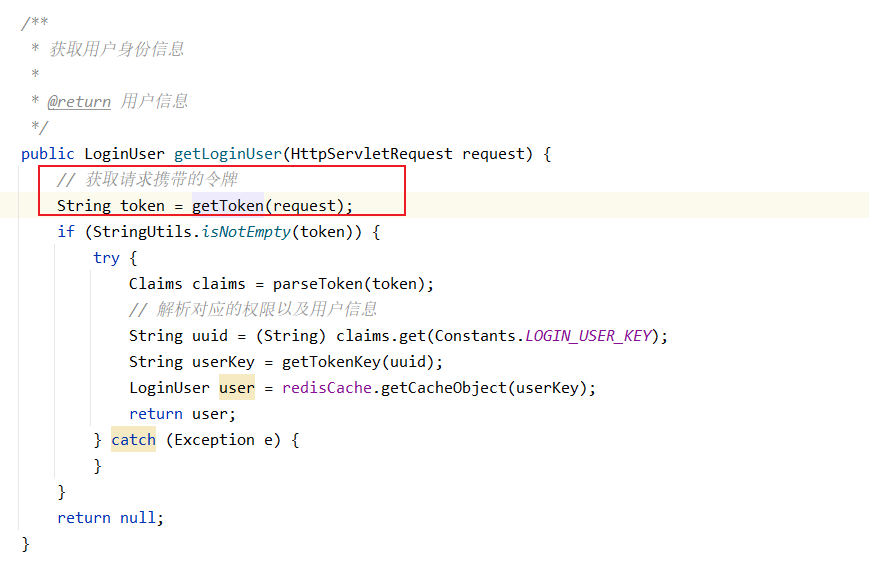 /**
 * 获取用户身份信息
 *
 * @return 用户信息
 */
public LoginUser getLoginUser(HttpServletRequest request) {
    // 获取请求携带的令牌
    String token = getToken(request);
    if (StringUtils.isNotEmpty(token)) {
        try {
            Claims claims = parseToken(token);
            // 解析对应的权限以及用户信息
            String uuid = (String) claims.get(Constants.LOGIN_USER_KEY);
            String userKey = getTokenKey(uuid);
            LoginUser user = redisCache.getCacheObject(userKey);
            return user;
        } catch (Exception e) {
        }
    }
    return null;
}